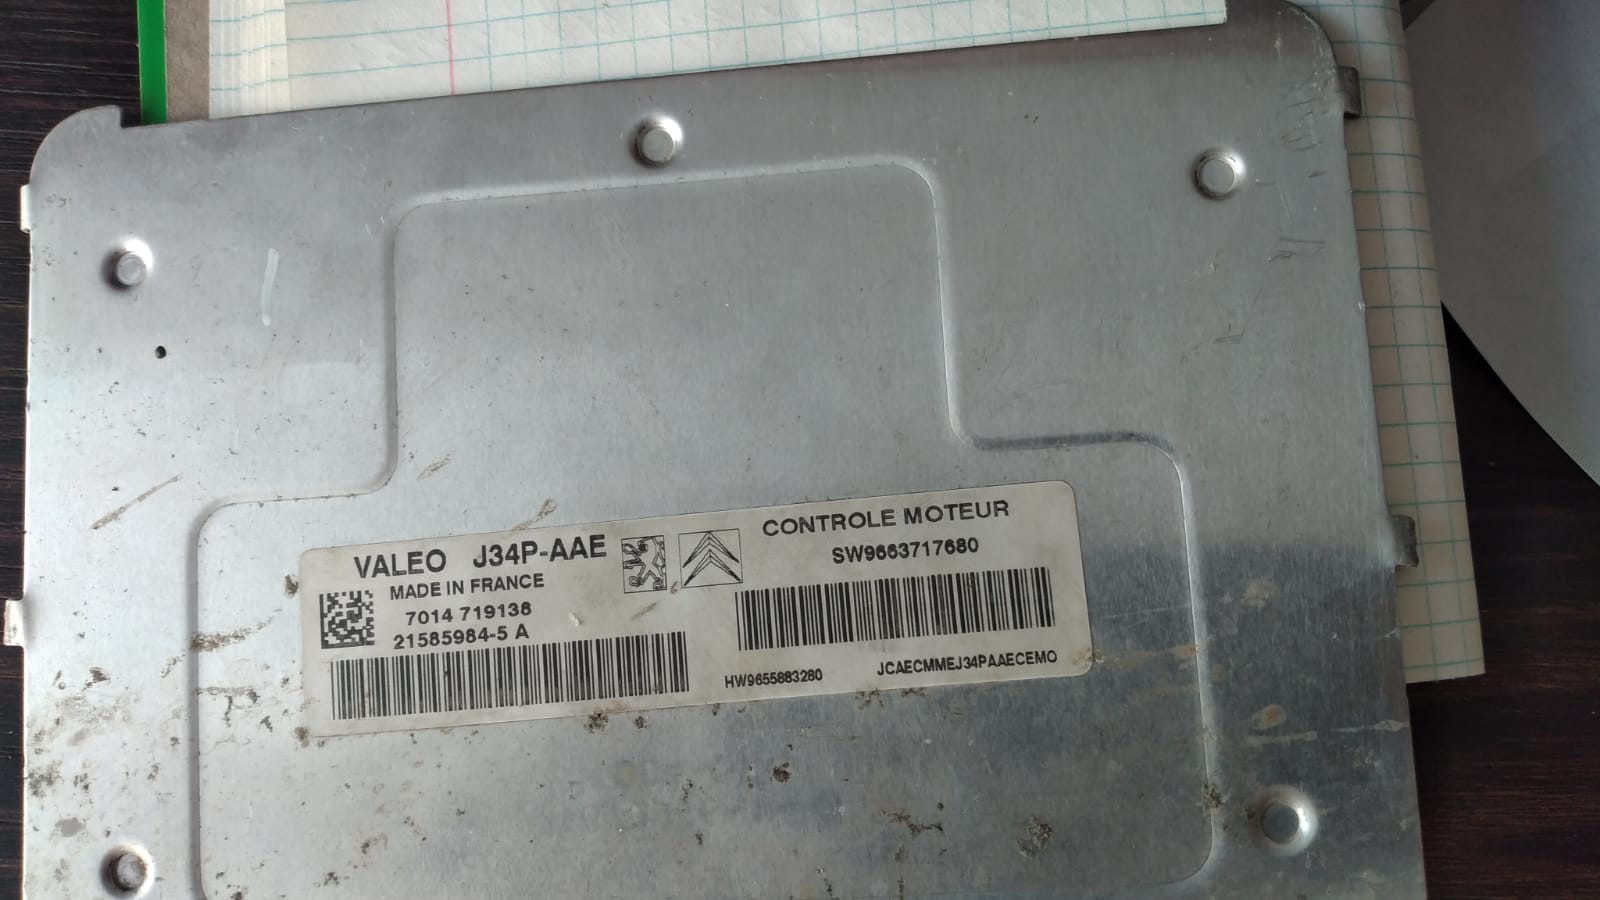 VALEO J34P-AAE
MADE IN FRANCE
7014 719138
21585984-5 A
CONTROLE MOTEUR
SW9663717680
HW9655883280
JCAECMMEJ34PAAECEMO